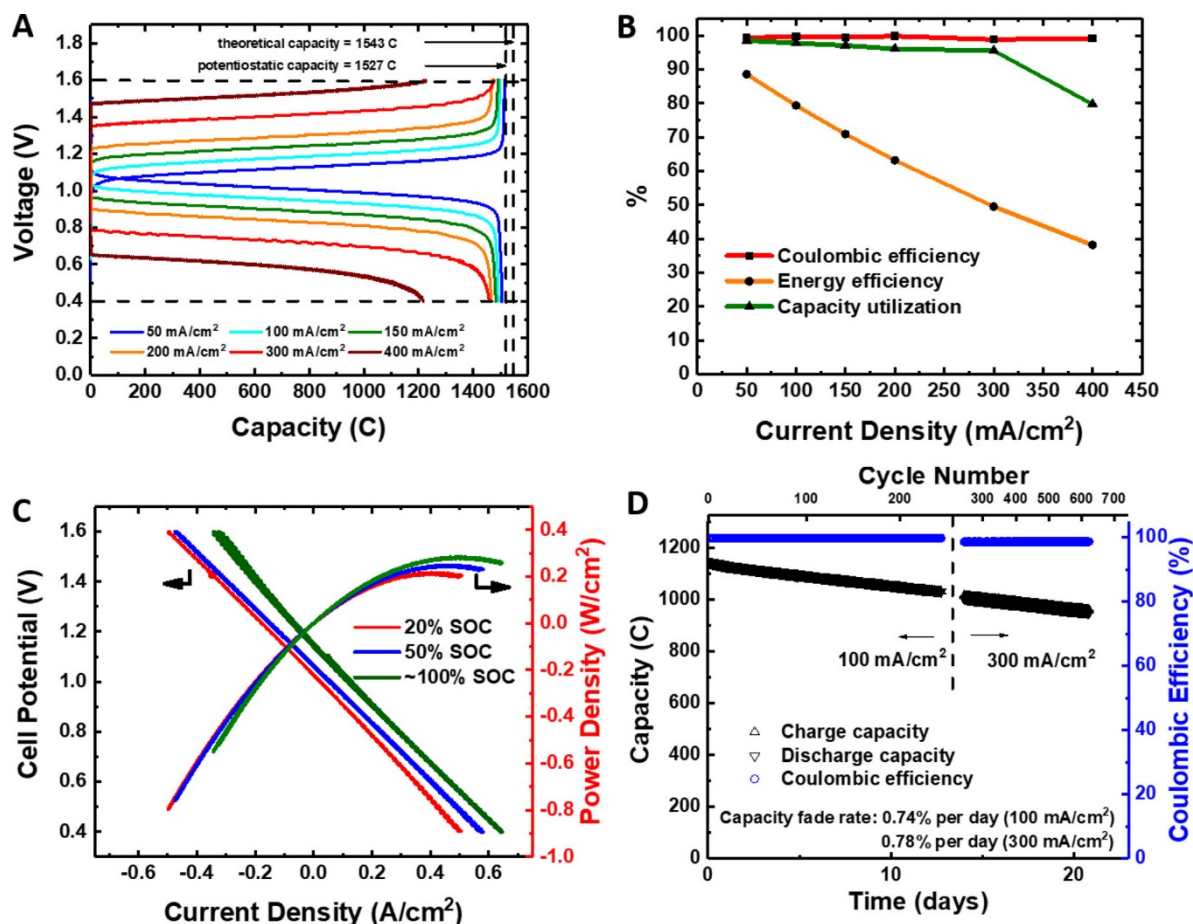 A
theoretical capacity = 1543 C
potentiostatic capacity = 1527 C
Voltage (V)
1.8
1.6
1.4
1.2
1.0
0.8
0.6
0.4
0.2
0.0
50 mA/cm²
100 mA/cm²
150 mA/cm²
200 mA/cm²
300 mA/cm²
400 mA/cm²
0 200 400 600 800 1000 1200 1400 1600
Capacity (C)
B
%
100
90
80
70
60
50
40
30
20
10
0
Coulombic efficiency
Energy efficiency
Capacity utilization
0 50 100 150 200 250 300 350 400 450
Current Density (mA/cm²)
C
Cell Potential (V)
1.6
1.4
1.2
1.0
0.8
0.6
0.4
20% SOC
50% SOC
~100% SOC
0.4
0.2
0.0
-0.2
-0.4
-0.6
-0.8
-1.0
Power Density (W/cm²)
-0.6 -0.4 -0.2 0.0 0.2 0.4 0.6
Current Density (A/cm²)
D
Cycle Number
0 100 200 300 400 500 600 700
Capacity (C)
1200
1000
800
600
400
200
0
100 mA/cm²
300 mA/cm²
Charge capacity
Discharge capacity
Coulombic efficiency
Capacity fade rate: 0.74% per day (100 mA/cm²)
0.78% per day (300 mA/cm²)
100
80
60
40
20
0
Coulombic Efficiency (%)
0 10 20
Time (days)